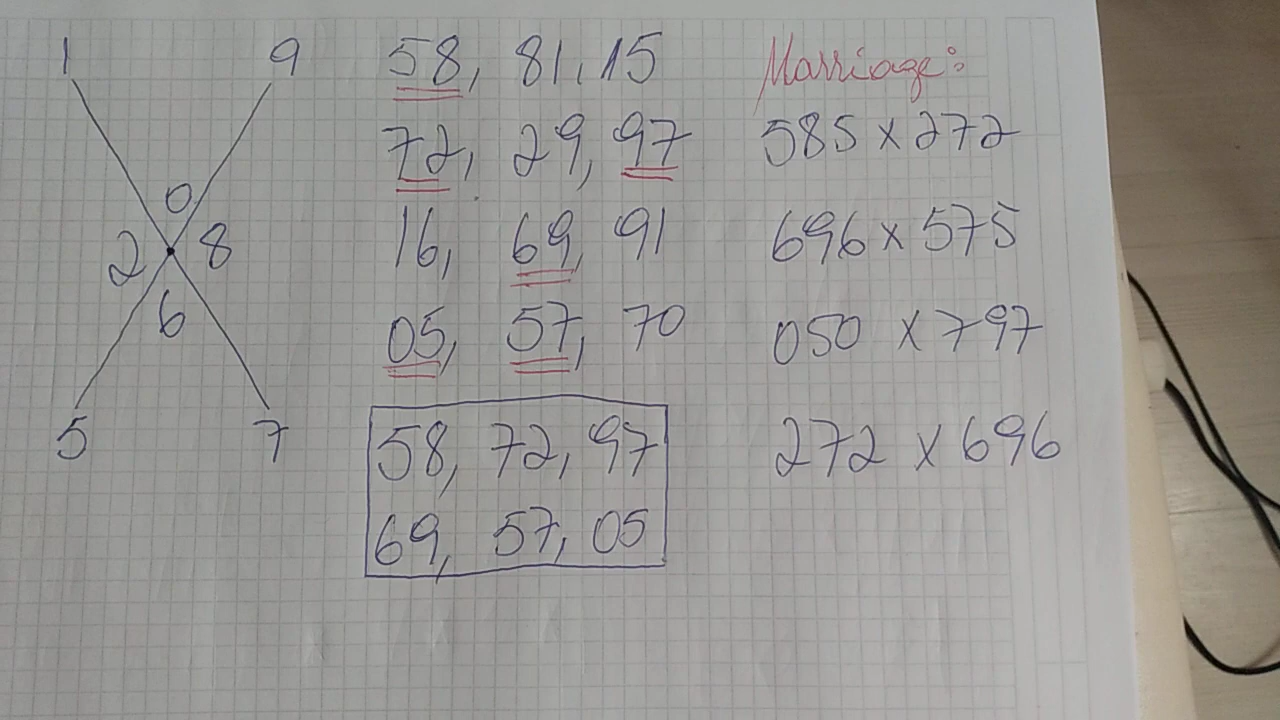 1 9 58, 81, 15 Marriage:
72, 29, 97 585 x 272
0
2 8 16, 69, 91 696 x 575
6 05, 57, 70 050 x 797
5 7 58, 72, 97 272 x 696
69, 57, 05